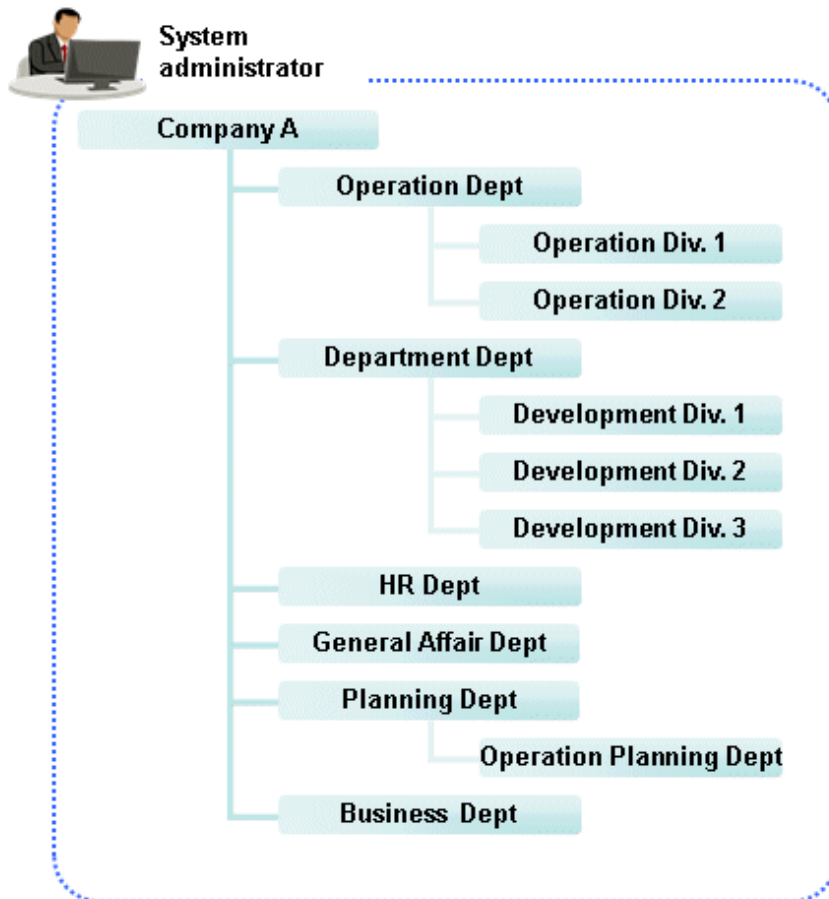 System
administrator
Company A
Operation Dept
Operation Div. 1
Operation Div. 2
Department Dept
Development Div. 1
Development Div. 2
Development Div. 3
HR Dept
General Affair Dept
Planning Dept
Operation Planning Dept
Business Dept